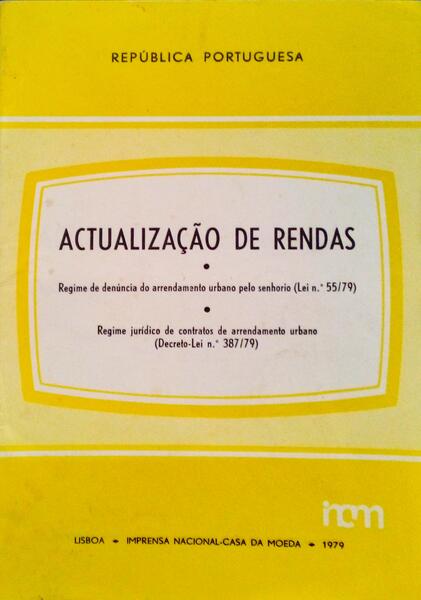 REPÚBLICA PORTUGUESA
ACTUALIZAÇÃO DE RENDAS
•
Regime de denúncia do arrendamento urbano pelo senhorio (Lei n.° 55/79)
•
Regime jurídico de contratos de arrendamento urbano
(Decreto-Lei n.° 387/79)
incm
LISBOA • IMPRENSA NACIONAL-CASA DA MOEDA • 1979